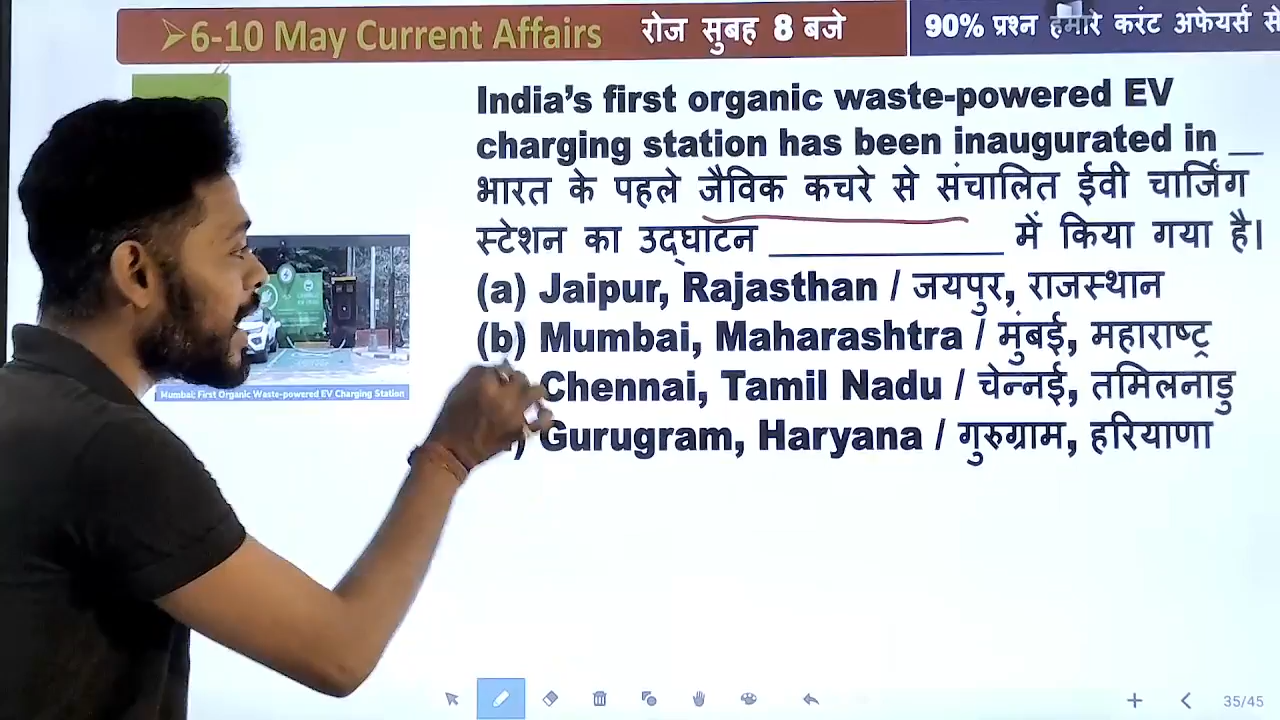 ➢6-10 May Current Affairs
रोज सुबह 8 बजे
90% प्रश्न हमारे करंट अफेयर्स से
India's first organic waste-powered EV
charging station has been inaugurated in __
भारत के पहले जैविक कचरे से संचालित ईवी चार्जिंग
स्टेशन का उद्घाटन ____________ में किया गया है।
(a) Jaipur, Rajasthan / जयपुर, राजस्थान
(b) Mumbai, Maharashtra / मुंबई, महाराष्ट्र
Chennai, Tamil Nadu / चेन्नई, तमिलनाडु
) Gurugram, Haryana / गुरुग्राम, हरियाणा
Mumbai: First Organic Waste-powered EV Charging Station
35/45